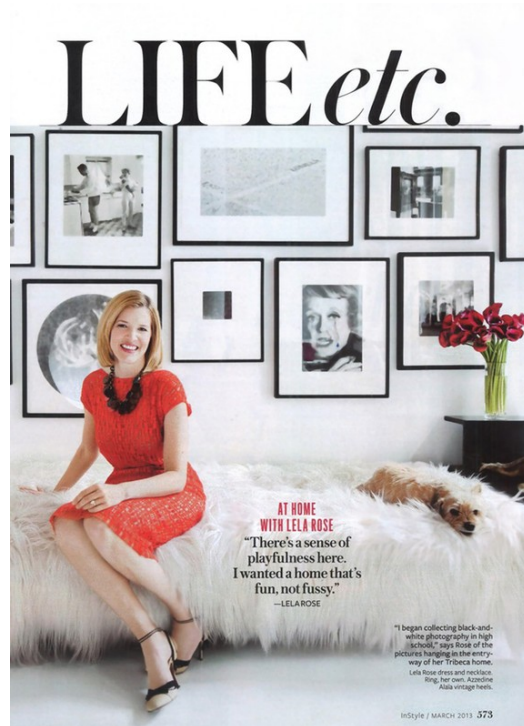 LIFE etc.
AT HOME
WITH LELA ROSE
“There’s a sense of
playfulness here.
I wanted a home that’s
fun, not fussy.”
—LELA ROSE
"I began collecting black-and-
white photography in high
school," says Rose of the
pictures hanging in the entry-
way of her Tribeca home.
Lela Rose dress and necklace.
Ring, her own. Azzedine
Alaïa vintage heels.
InStyle / MARCH 2013 573